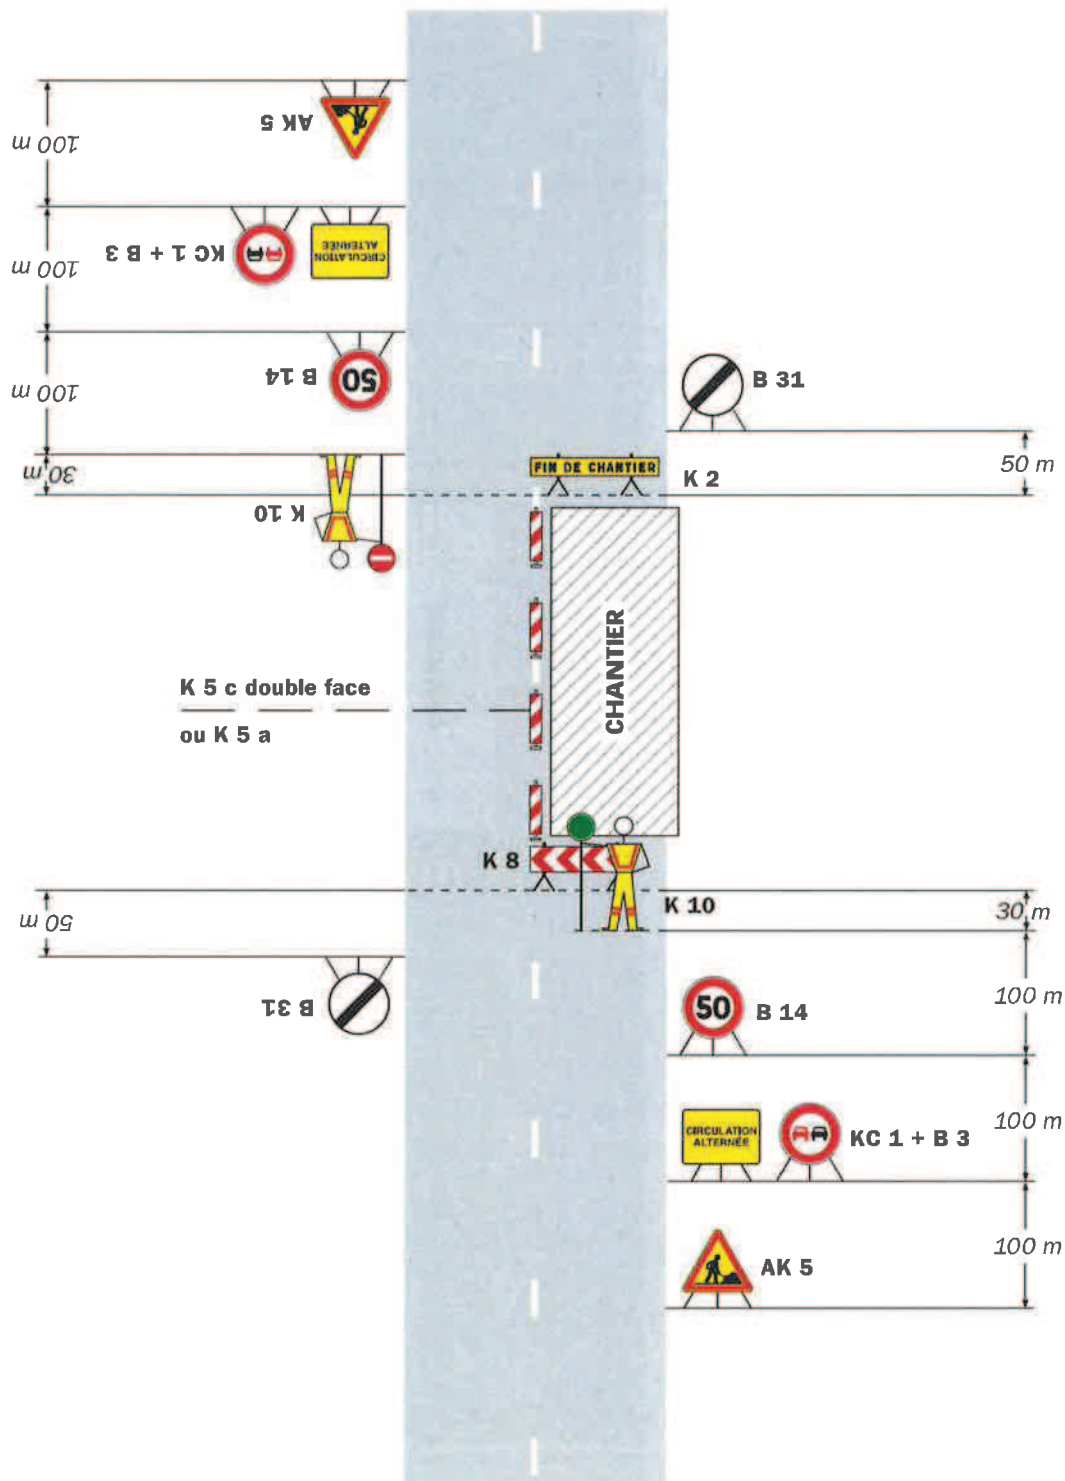 AK 5
100 m
KC 1 + B 3
CIRCULATION
ALTERNÉE
100 m
B 14
50
100 m
B 31
50 m
30 m
K 10
FIN DE CHANTIER
K 2
CHANTIER
K 5 c double face
ou K 5 a
K 8
K 10
30 m
50 m
B 31
50
B 14
100 m
CIRCULATION
ALTERNÉE
KC 1 + B 3
100 m
AK 5
100 m